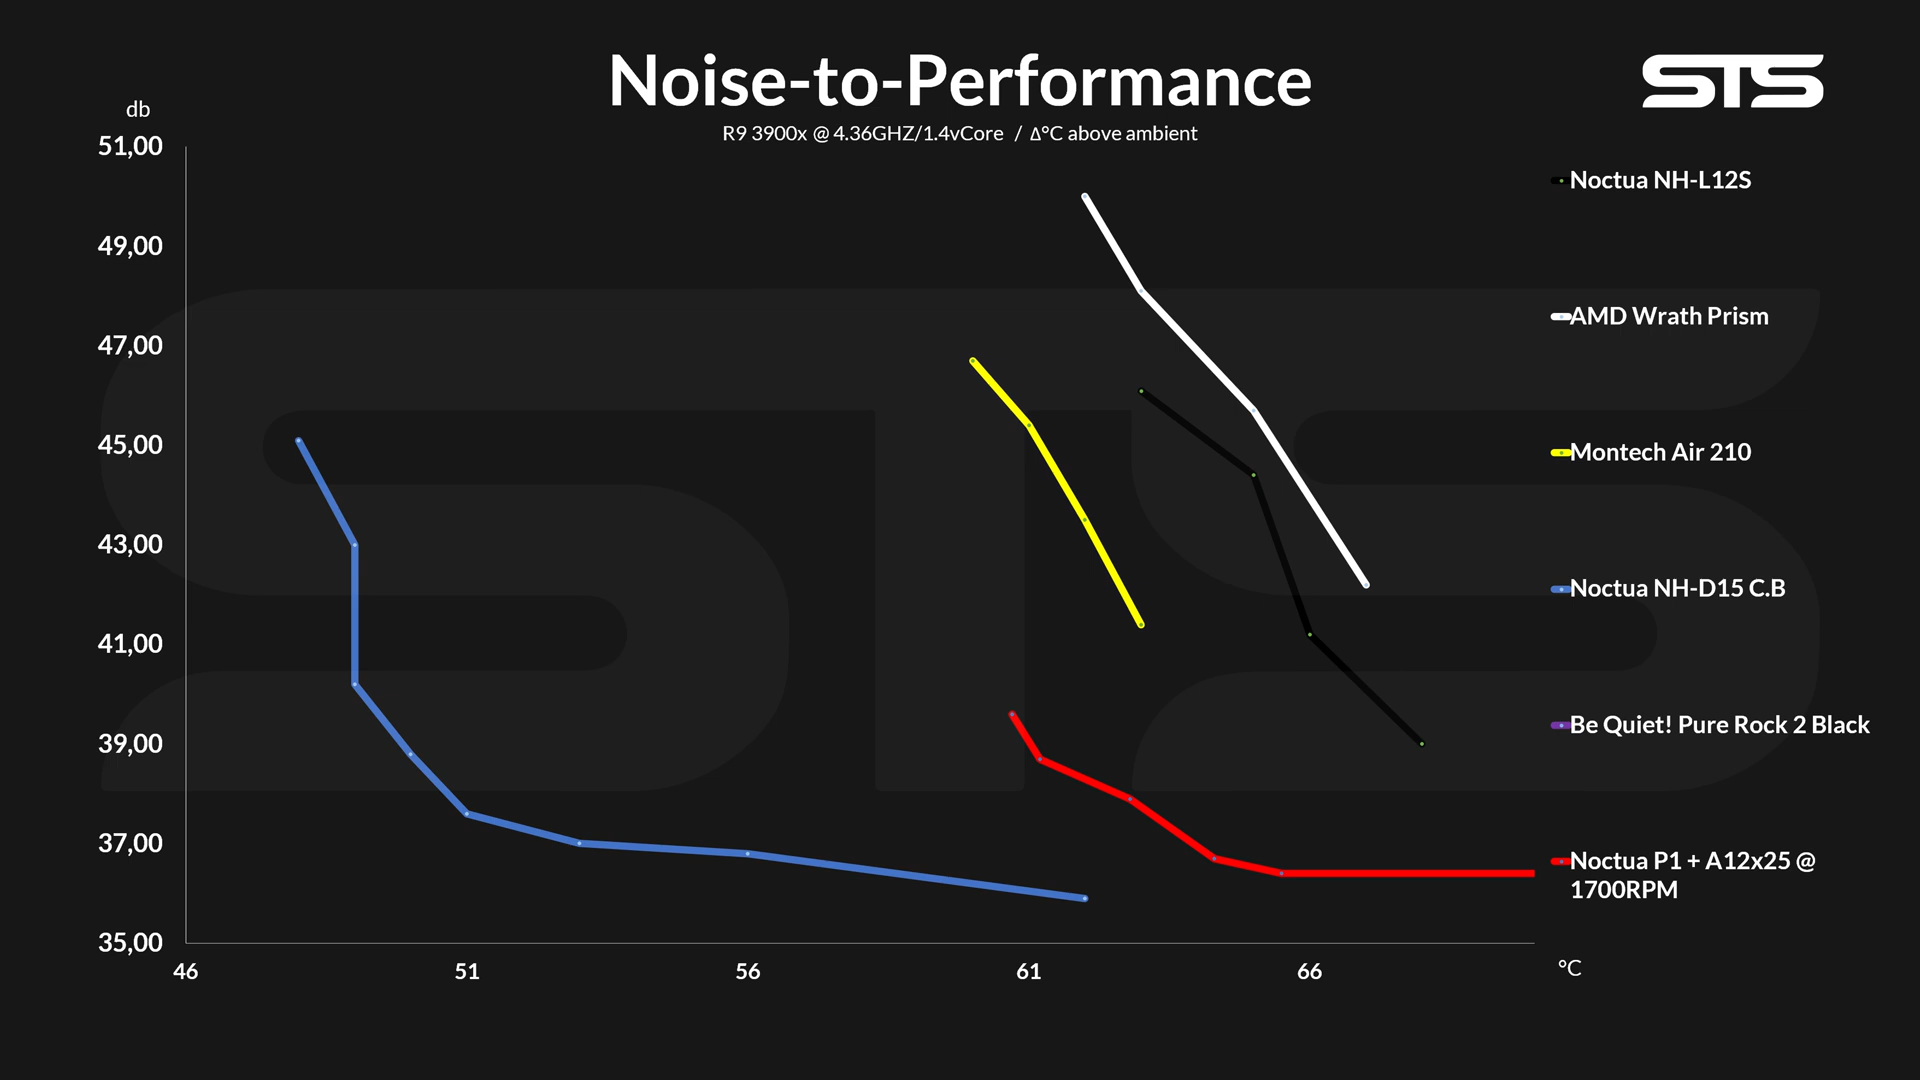 Noise-to-Performance
STS
R9 3900x @ 4.36GHZ/1.4vCore / Δ°C above ambient
db
51,00
49,00
47,00
45,00
43,00
41,00
39,00
37,00
35,00
46
51
56
61
66
°C
Noctua NH-L12S
AMD Wrath Prism
Montech Air 210
Noctua NH-D15 C.B
Be Quiet! Pure Rock 2 Black
Noctua P1 + A12x25 @
1700RPM
STS